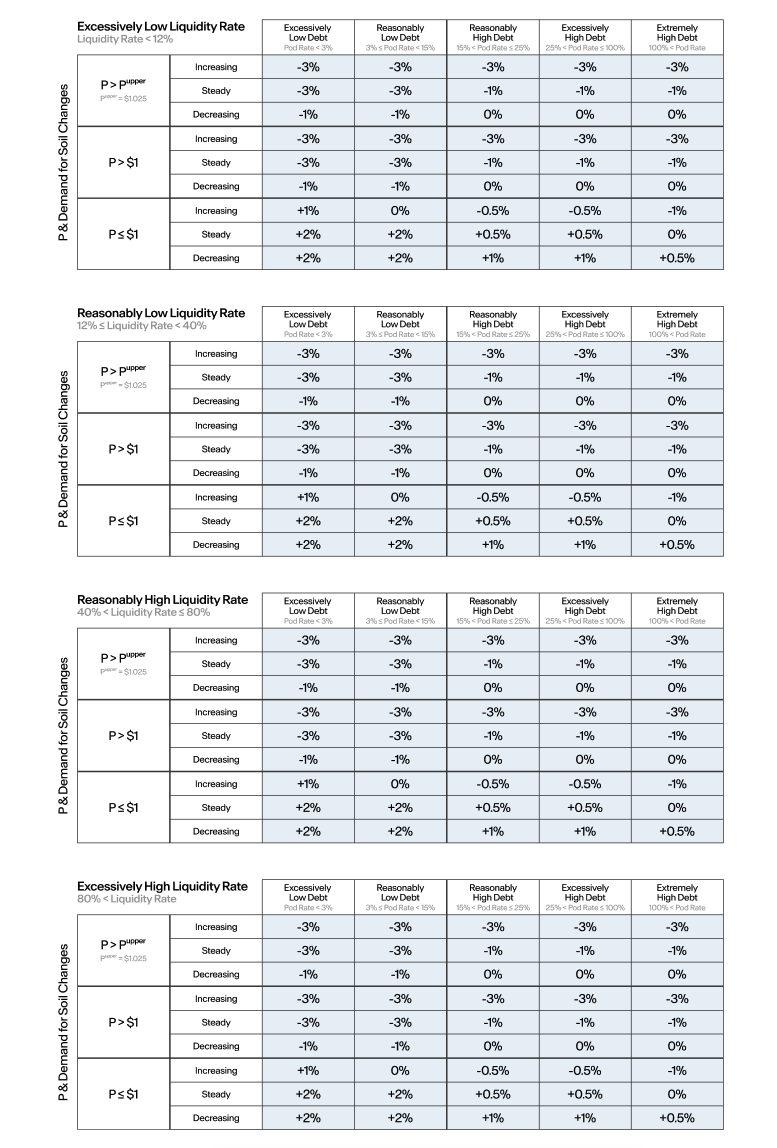 Excessively Low Liquidity Rate
Liquidity Rate < 12%
Excessively Low Debt Pod Rate < 3%
Reasonably Low Debt 3% ≤ Pod Rate < 15%
Reasonably High Debt 15% < Pod Rate ≤ 25%
Excessively High Debt 25% < Pod Rate ≤ 100%
Extremely High Debt 100% < Pod Rate
P & Demand for Soil Changes
P > Pupper
Pupper = $1.025
Increasing -3% -3% -3% -3% -3%
Steady -3% -3% -1% -1% -1%
Decreasing -1% -1% 0% 0% 0%
P > $1
Increasing -3% -3% -3% -3% -3%
Steady -3% -3% -1% -1% -1%
Decreasing -1% -1% 0% 0% 0%
P ≤ $1
Increasing +1% 0% -0.5% -0.5% -1%
Steady +2% +2% +0.5% +0.5% 0%
Decreasing +2% +2% +1% +1% +0.5%
Reasonably Low Liquidity Rate
12% ≤ Liquidity Rate < 40%
Excessively Low Debt Pod Rate < 3%
Reasonably Low Debt 3% ≤ Pod Rate < 15%
Reasonably High Debt 15% < Pod Rate ≤ 25%
Excessively High Debt 25% < Pod Rate ≤ 100%
Extremely High Debt 100% < Pod Rate
P & Demand for Soil Changes
P > Pupper
Pupper = $1.025
Increasing -3% -3% -3% -3% -3%
Steady -3% -3% -1% -1% -1%
Decreasing -1% -1% 0% 0% 0%
P > $1
Increasing -3% -3% -3% -3% -3%
Steady -3% -3% -1% -1% -1%
Decreasing -1% -1% 0% 0% 0%
P ≤ $1
Increasing +1% 0% -0.5% -0.5% -1%
Steady +2% +2% +0.5% +0.5% 0%
Decreasing +2% +2% +1% +1% +0.5%
Reasonably High Liquidity Rate
40% < Liquidity Rate ≤ 80%
Excessively Low Debt Pod Rate < 3%
Reasonably Low Debt 3% ≤ Pod Rate < 15%
Reasonably High Debt 15% < Pod Rate ≤ 25%
Excessively High Debt 25% < Pod Rate ≤ 100%
Extremely High Debt 100% < Pod Rate
P & Demand for Soil Changes
P > Pupper
Pupper = $1.025
Increasing -3% -3% -3% -3% -3%
Steady -3% -3% -1% -1% -1%
Decreasing -1% -1% 0% 0% 0%
P > $1
Increasing -3% -3% -3% -3% -3%
Steady -3% -3% -1% -1% -1%
Decreasing -1% -1% 0% 0% 0%
P ≤ $1
Increasing +1% 0% -0.5% -0.5% -1%
Steady +2% +2% +0.5% +0.5% 0%
Decreasing +2% +2% +1% +1% +0.5%
Excessively High Liquidity Rate
80% < Liquidity Rate
Excessively Low Debt Pod Rate < 3%
Reasonably Low Debt 3% ≤ Pod Rate < 15%
Reasonably High Debt 15% < Pod Rate ≤ 25%
Excessively High Debt 25% < Pod Rate ≤ 100%
Extremely High Debt 100% < Pod Rate
P & Demand for Soil Changes
P > Pupper
Pupper = $1.025
Increasing -3% -3% -3% -3% -3%
Steady -3% -3% -1% -1% -1%
Decreasing -1% -1% 0% 0% 0%
P > $1
Increasing -3% -3% -3% -3% -3%
Steady -3% -3% -1% -1% -1%
Decreasing -1% -1% 0% 0% 0%
P ≤ $1
Increasing +1% 0% -0.5% -0.5% -1%
Steady +2% +2% +0.5% +0.5% 0%
Decreasing +2% +2% +1% +1% +0.5%